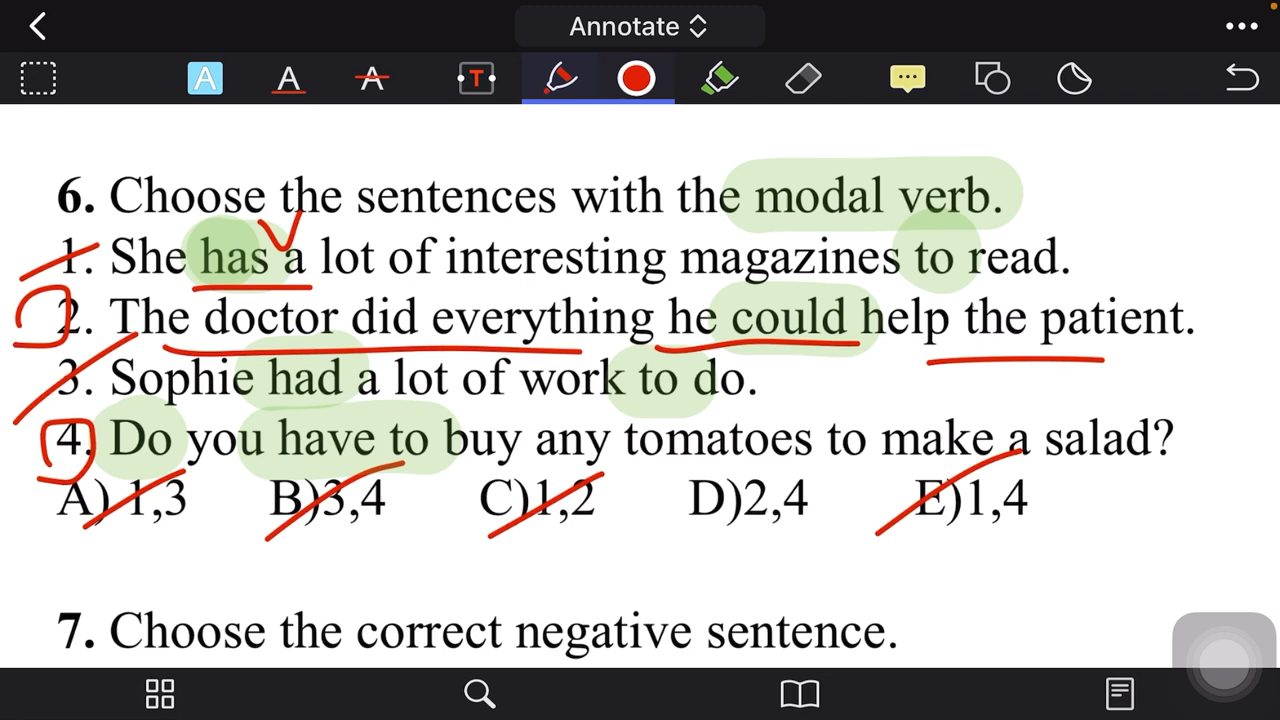 Annotate
A A A T
6. Choose the sentences with the modal verb.
1. She has a lot of interesting magazines to read.
2. The doctor did everything he could help the patient.
3. Sophie had a lot of work to do.
4. Do you have to buy any tomatoes to make a salad?
A) 1,3 B)3,4 C)1,2 D)2,4 E)1,4
7. Choose the correct negative sentence.